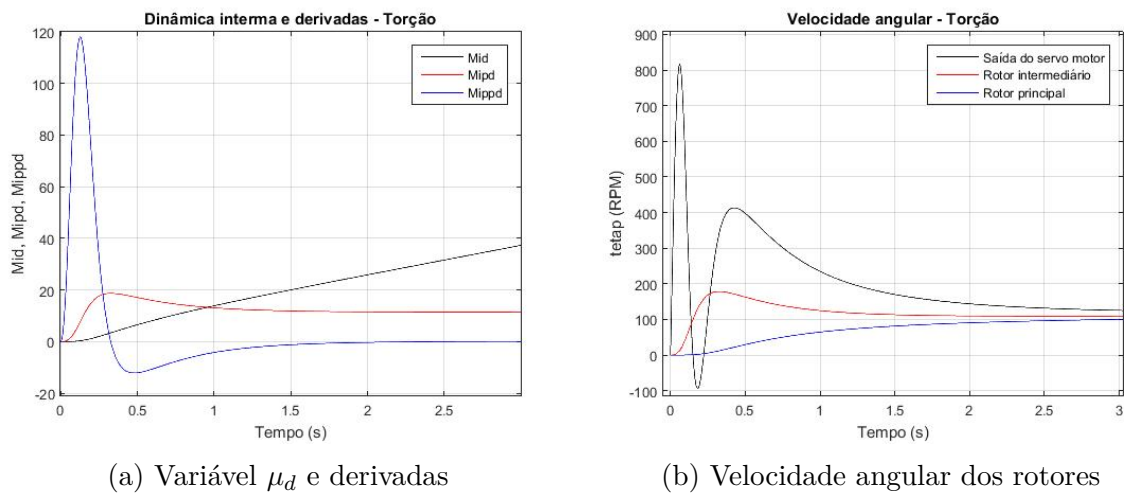 Dinâmica interma e derivadas - Torção
Mid, Mipd, Mippd
120
100
80
60
40
20
0
-20
Mid
Mipd
Mippd
0
0.5
1
1.5
2
2.5
Tempo (s)
(a) Variável μ_d e derivadas
Velocidade angular - Torção
tetap (RPM)
900
800
700
600
500
400
300
200
100
0
-100
Saída do servo motor
Rotor intermediário
Rotor principal
0
0.5
1
1.5
2
2.5
3
Tempo (s)
(b) Velocidade angular dos rotores